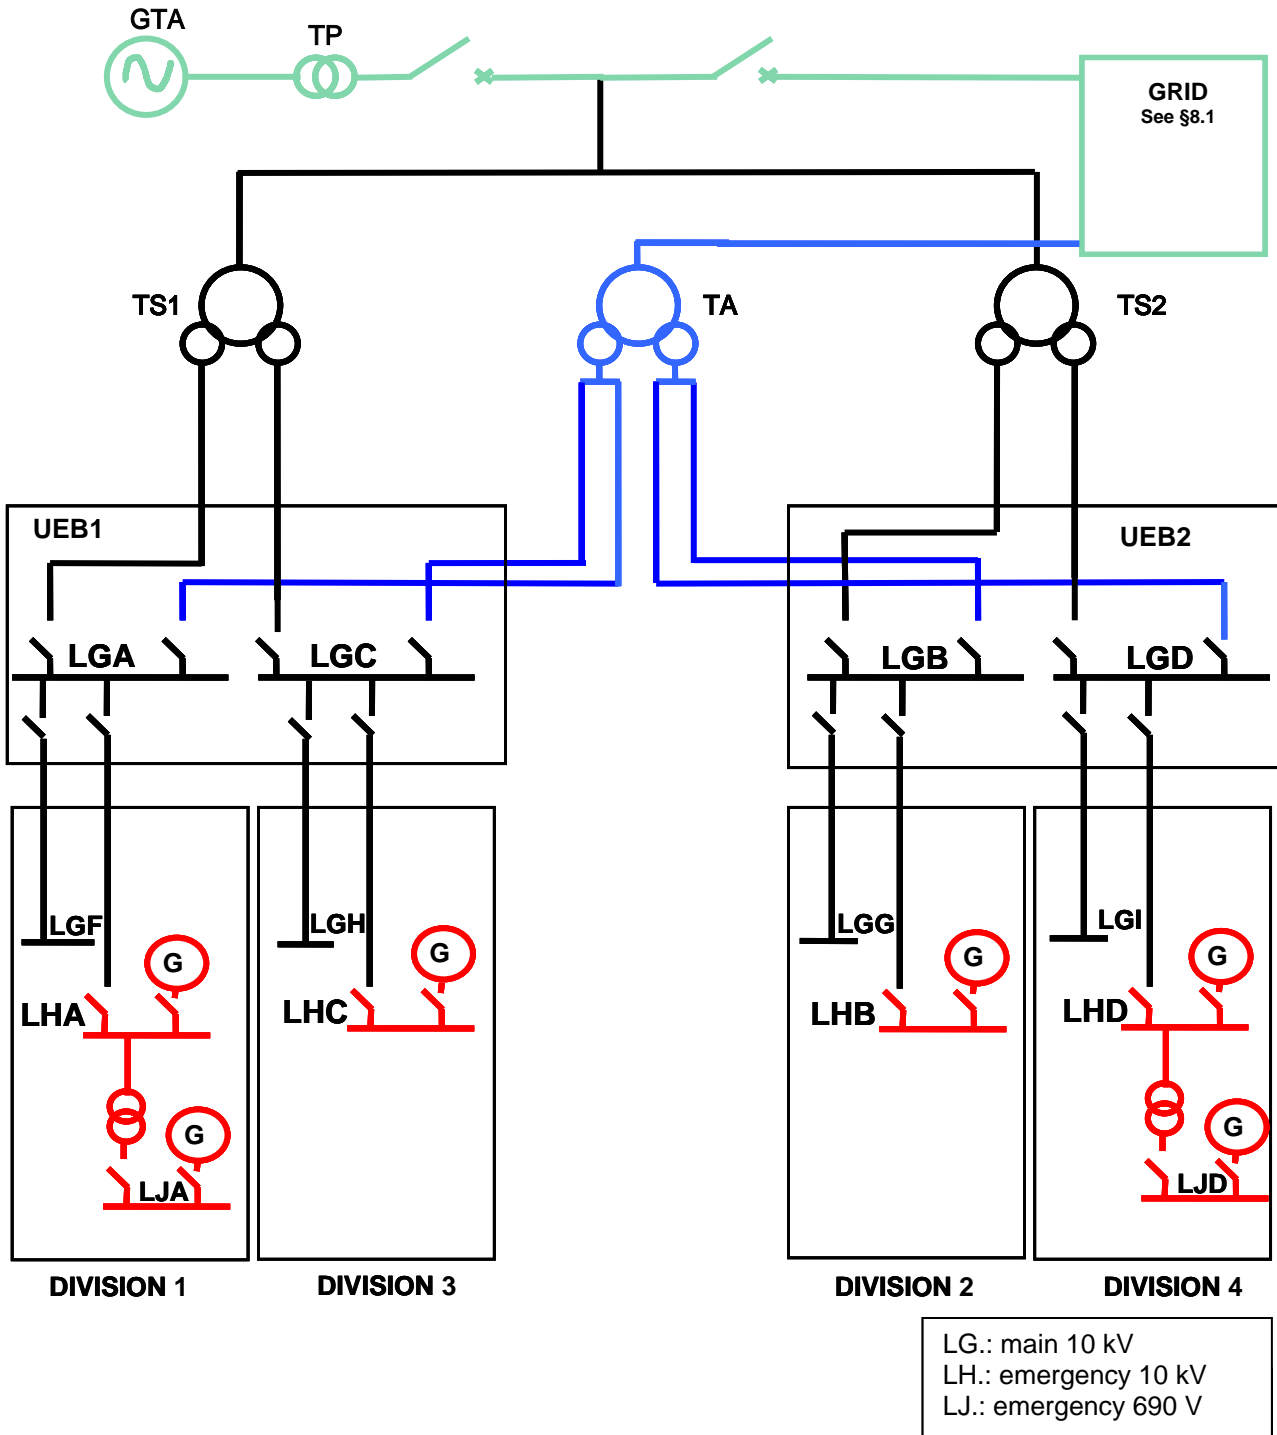 GTA
TP
GRID
See §8.1
TS1
TA
TS2
UEB1
UEB2
LGA
LGC
LGB
LGD
LGF
LGH
LGG
LGI
G
G
G
G
LHA
LHC
LHB
LHD
G
G
LJA
LJD
DIVISION 1
DIVISION 3
DIVISION 2
DIVISION 4
LG.: main 10 kV
LH.: emergency 10 kV
LJ.: emergency 690 V